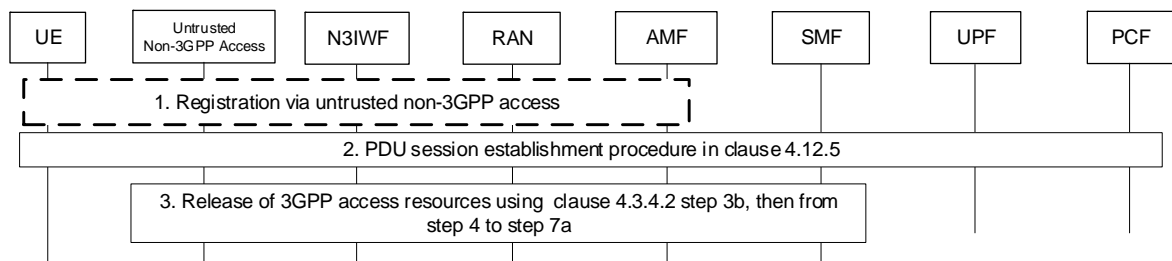 UE
Untrusted
Non-3GPP Access
N3IWF
RAN
AMF
SMF
UPF
PCF
1. Registration via untrusted non-3GPP access
2. PDU session establishment procedure in clause 4.12.5
3. Release of 3GPP access resources using clause 4.3.4.2 step 3b, then from
step 4 to step 7a